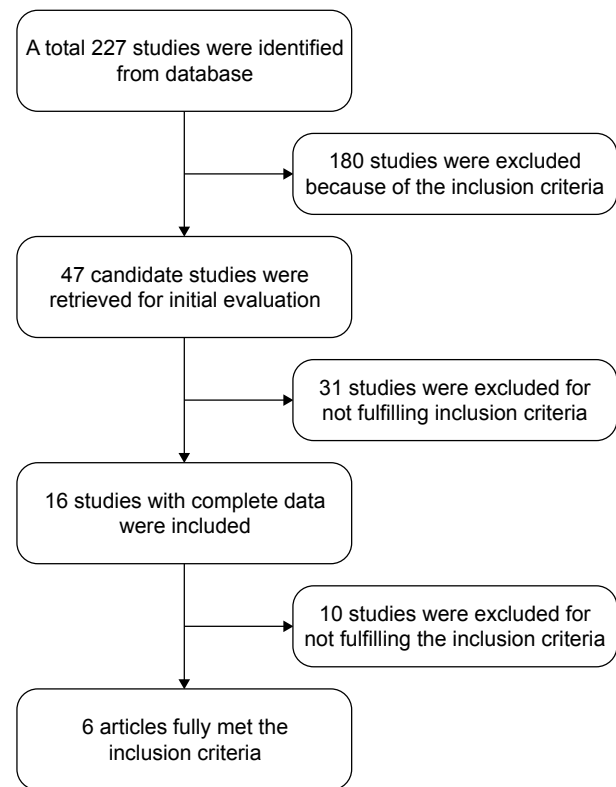 A total 227 studies were identified
from database
180 studies were excluded
because of the inclusion criteria
47 candidate studies were
retrieved for initial evaluation
31 studies were excluded for
not fulfilling inclusion criteria
16 studies with complete data
were included
10 studies were excluded for
not fulfilling the inclusion criteria
6 articles fully met the
inclusion criteria